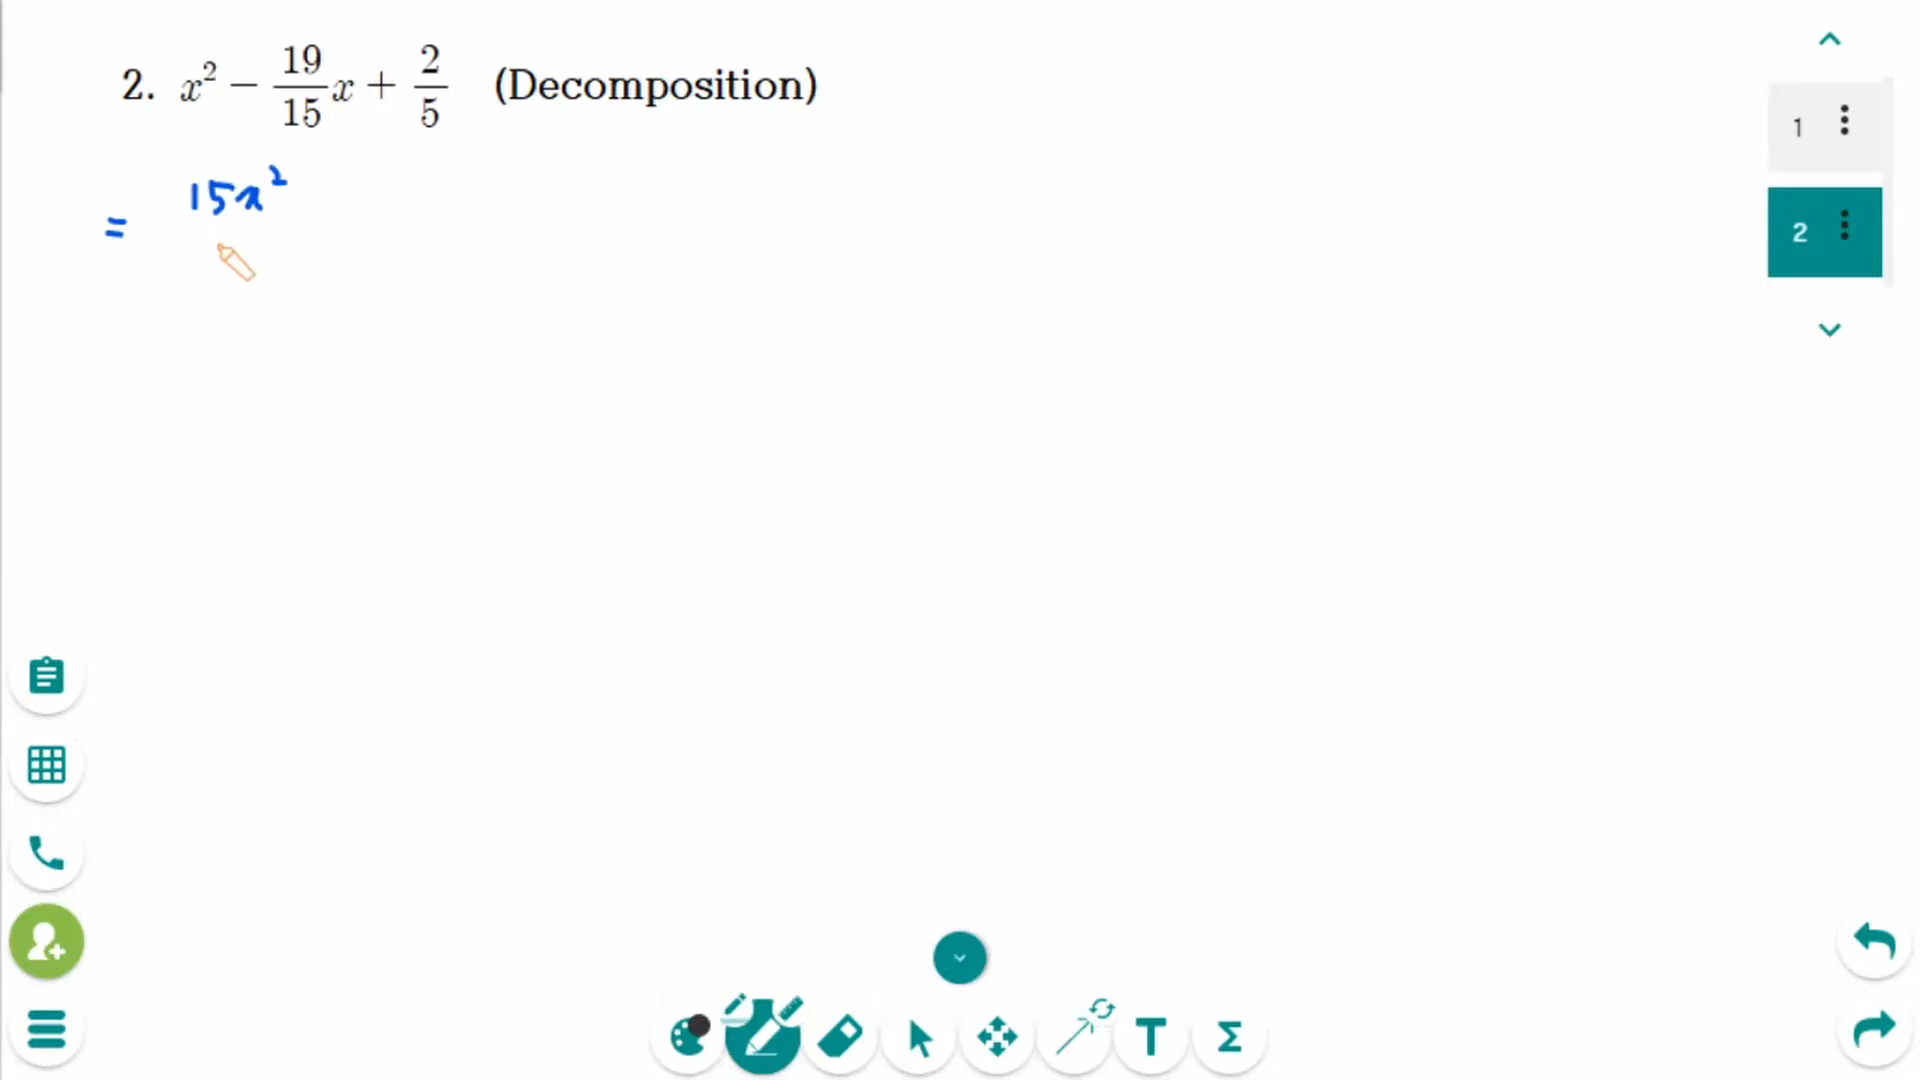 2. x² − 19/15 x + 2/5 (Decomposition)
= 15x²
1
2
T
Σ